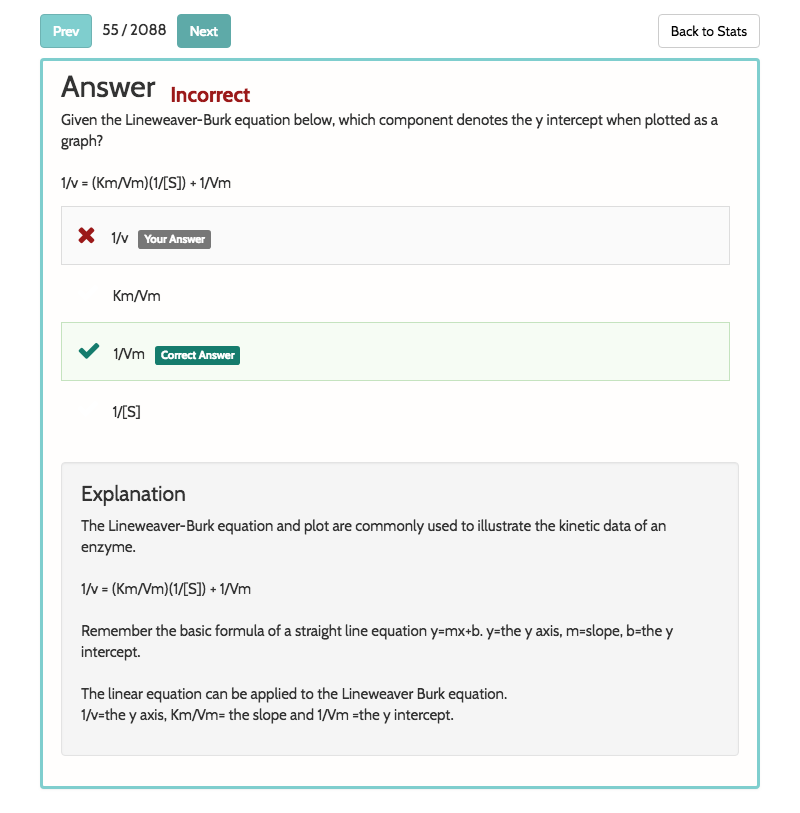 Prev 55 / 2088 Next Back to Stats
Answer Incorrect
Given the Lineweaver-Burk equation below, which component denotes the y intercept when plotted as a
graph?
1/v = (Km/Vm)(1/[S]) + 1/Vm
1/v Your Answer
Km/Vm
1/Vm Correct Answer
1/[S]
Explanation
The Lineweaver-Burk equation and plot are commonly used to illustrate the kinetic data of an
enzyme.
1/v = (Km/Vm)(1/[S]) + 1/Vm
Remember the basic formula of a straight line equation y=mx+b. y=the y axis, m=slope, b=the y
intercept.
The linear equation can be applied to the Lineweaver Burk equation.
1/v=the y axis, Km/Vm= the slope and 1/Vm =the y intercept.